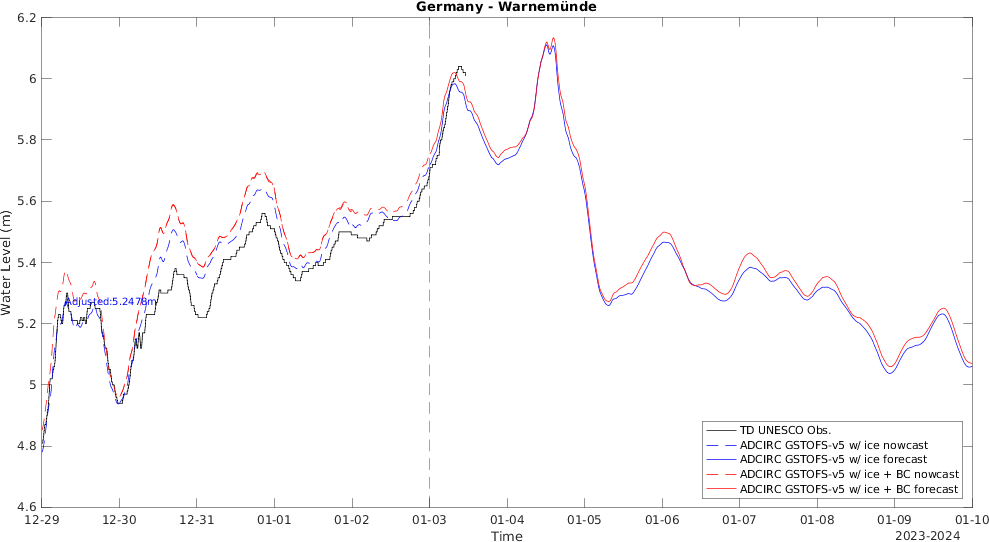 Germany - Warnemünde
6.2
6
5.8
5.6
5.4
5.2
5
4.8
4.6
Water Level (m)
Adjusted:5.2478m
TD UNESCO Obs.
ADCIRC GSTOFS-v5 w/ ice nowcast
ADCIRC GSTOFS-v5 w/ ice forecast
ADCIRC GSTOFS-v5 w/ ice + BC nowcast
ADCIRC GSTOFS-v5 w/ ice + BC forecast
12-29 12-30 12-31 01-01 01-02 01-03 01-04 01-05 01-06 01-07 01-08 01-09 01-10
Time
2023-2024